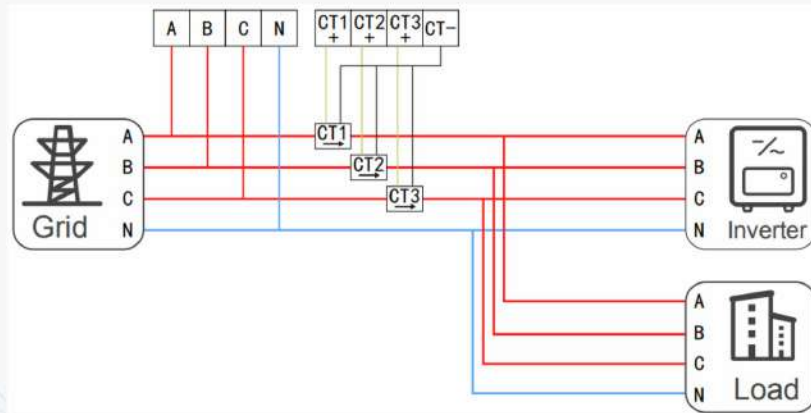 A B C N
CT1 + CT2 + CT3 + CT-
A
B
C
N
Grid
CT1
CT2
CT3
A
B
C
N
Inverter
A
B
C
N
Load